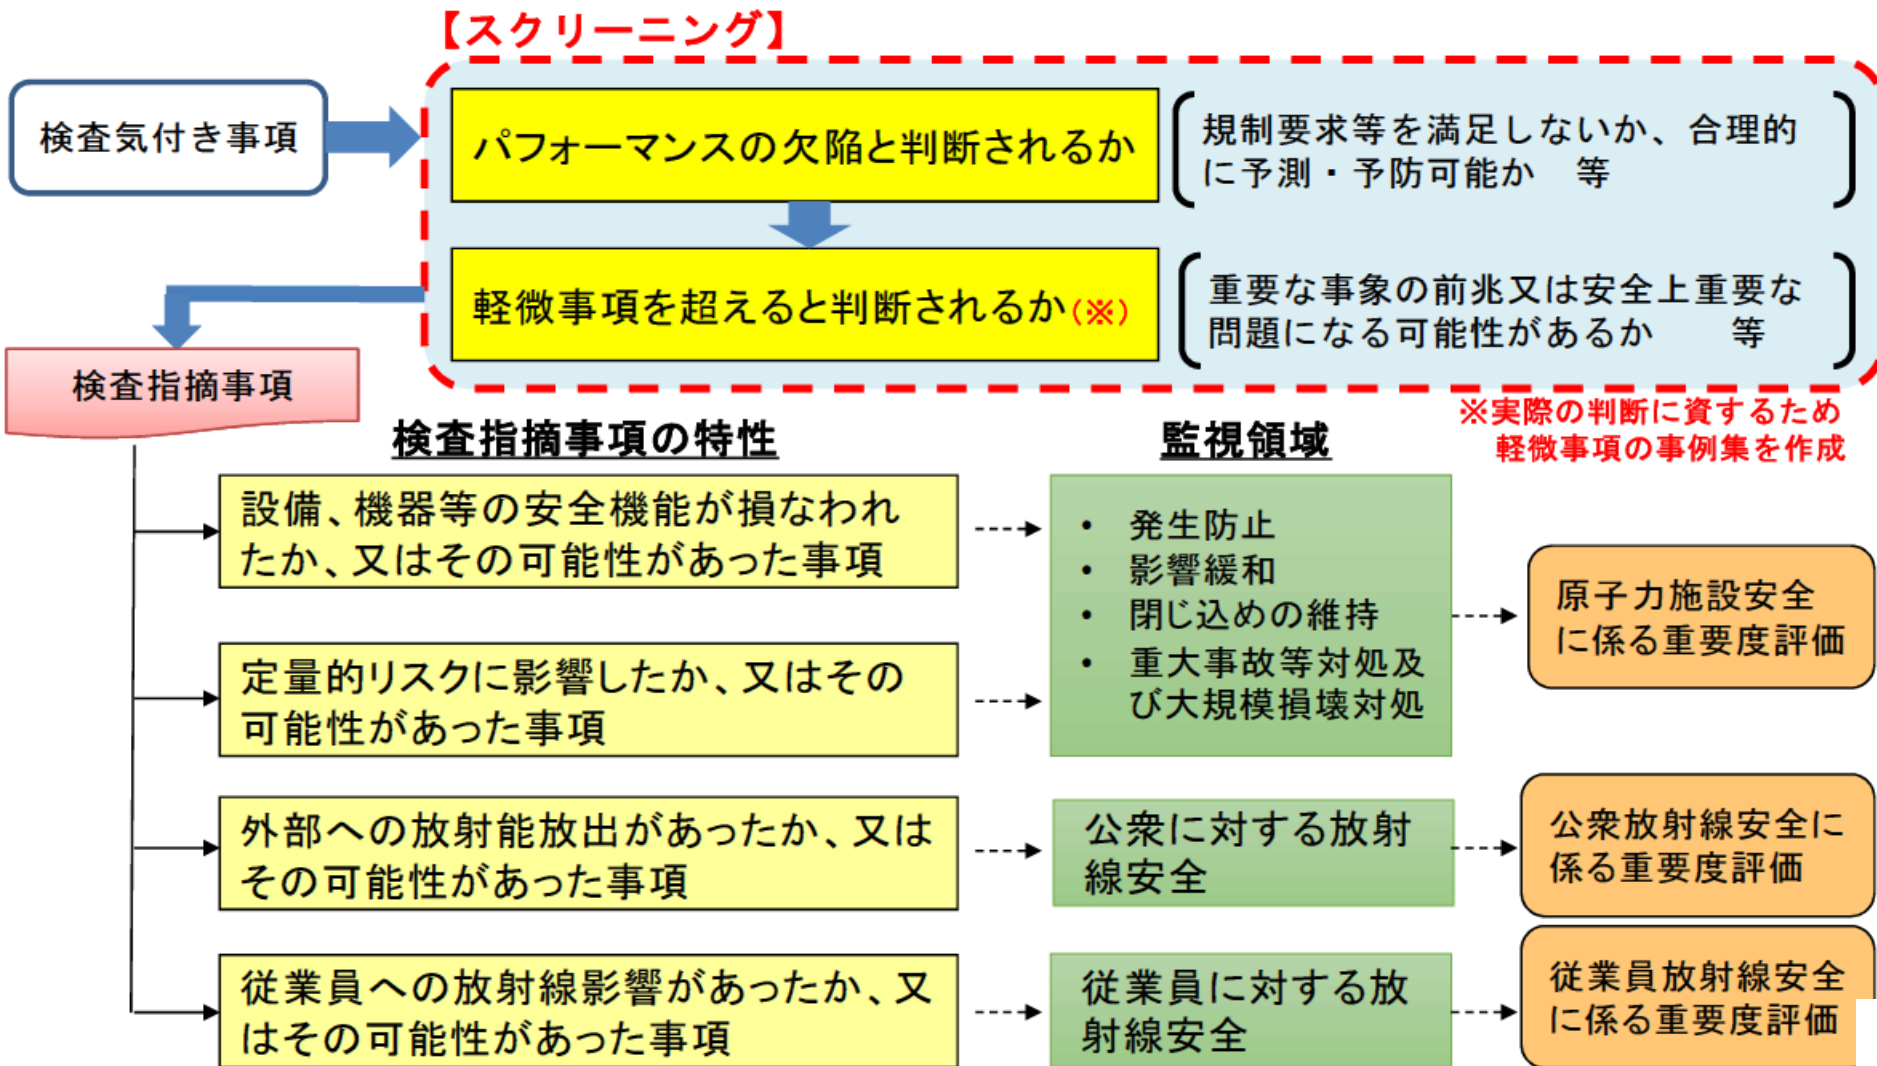 【スクリーニング】
検査気付き事項
パフォーマンスの欠陥と判断されるか
規制要求等を満足しないか、合理的
に予測・予防可能か　等
軽微事項を超えると判断されるか(※)
重要な事象の前兆又は安全上重要な
問題になる可能性があるか　　等
検査指摘事項
※実際の判断に資するため
軽微事項の事例集を作成
検査指摘事項の特性
監視領域
設備、機器等の安全機能が損なわれ
たか、又はその可能性があった事項
定量的リスクに影響したか、又はその
可能性があった事項
・　発生防止
・　影響緩和
・　閉じ込めの維持
・　重大事故等対処及
び大規模損壊対処
原子力施設安全
に係る重要度評価
外部への放射能放出があったか、又は
その可能性があった事項
公衆に対する放射
線安全
公衆放射線安全に
係る重要度評価
従業員への放射線影響があったか、又
はその可能性があった事項
従業員に対する放
射線安全
従業員放射線安全
に係る重要度評価